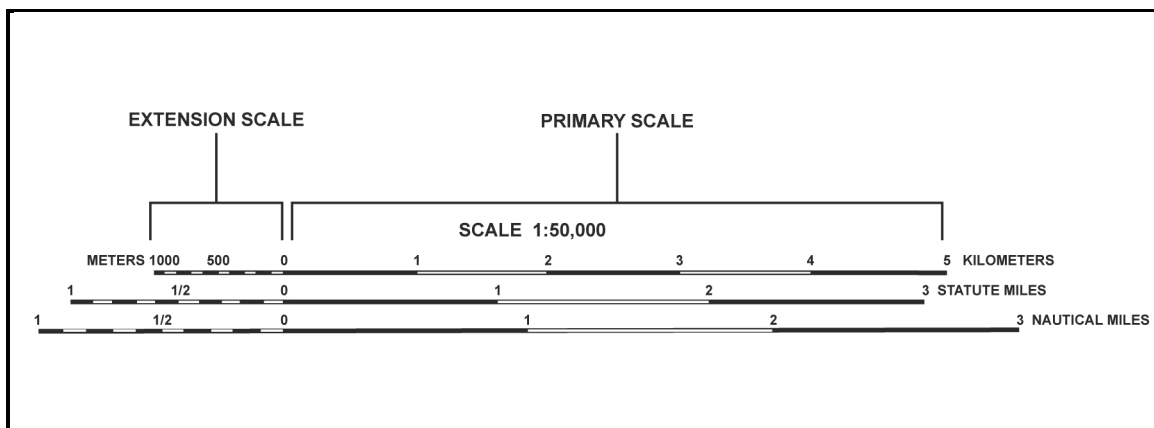 EXTENSION SCALE
PRIMARY SCALE
SCALE 1:50,000
METERS 1000 500 0 1 2 3 4 5 KILOMETERS
1 1/2 0 1 2 3 STATUTE MILES
1 1/2 0 1 2 3 NAUTICAL MILES